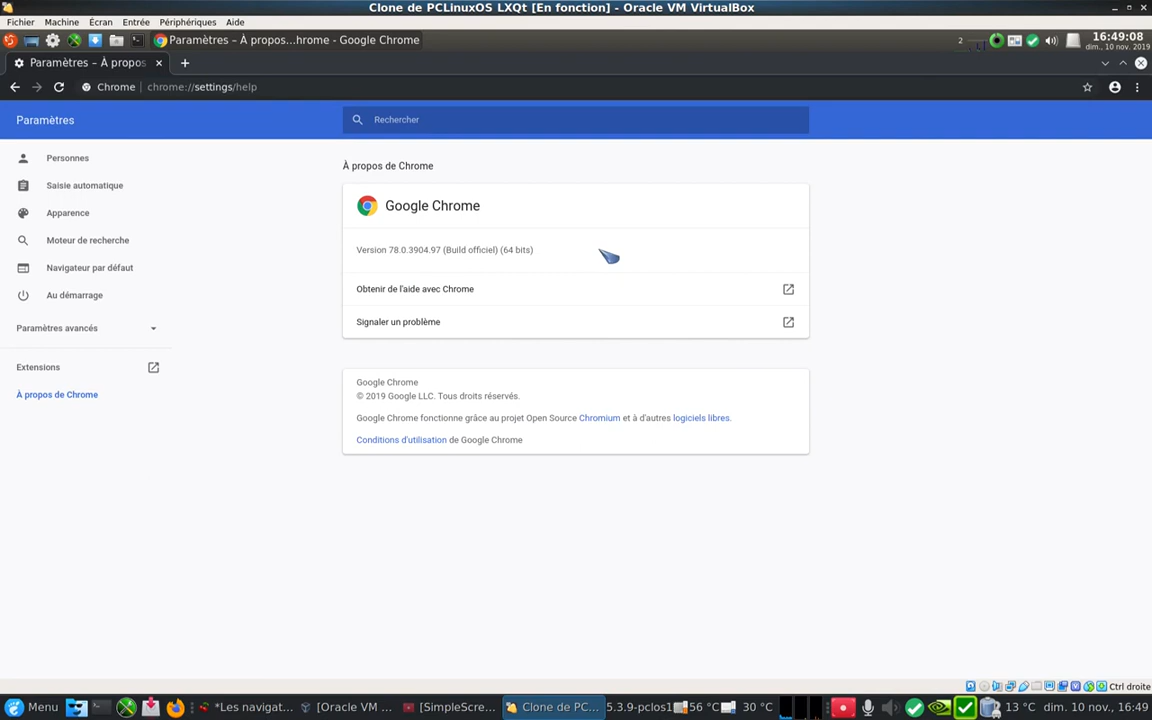 Clone de PCLinuxOS LXQt [En fonction] - Oracle VM VirtualBox
Fichier Machine Écran Entrée Périphériques Aide
Paramètres – À propos...hrome - Google Chrome
2
16:49:08
dim., 10 nov. 2019
Paramètres – À propos
Chrome chrome://settings/help
Paramètres
Rechercher
Personnes
Saisie automatique
Apparence
Moteur de recherche
Navigateur par défaut
Au démarrage
Paramètres avancés
Extensions
À propos de Chrome
À propos de Chrome
Google Chrome
Version 78.0.3904.97 (Build officiel) (64 bits)
Obtenir de l'aide avec Chrome
Signaler un problème
Google Chrome
© 2019 Google LLC. Tous droits réservés.
Google Chrome fonctionne grâce au projet Open Source Chromium et à d'autres logiciels libres.
Conditions d'utilisation de Google Chrome
Ctrl droite
Menu *Les navigat... [Oracle VM ... [SimpleScre... Clone de PC... 5.3.9-pclos1 56 °C 30 °C 13 °C dim. 10 nov., 16:49